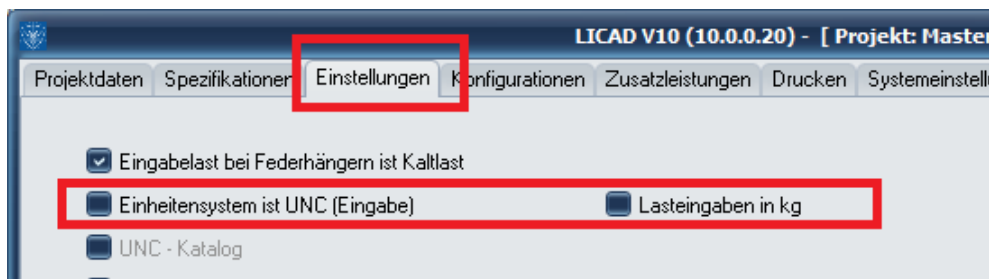 LICAD V10 (10.0.0.20) - [ Projekt: Master
Projektdaten Spezifikationen Einstellungen Konfigurationen Zusatzleistungen Drucken Systemeinstell
Eingabelast bei Federhängern ist Kaltlast
Einheitensystem ist UNC (Eingabe) Lasteingaben in kg
UNC - Katalog